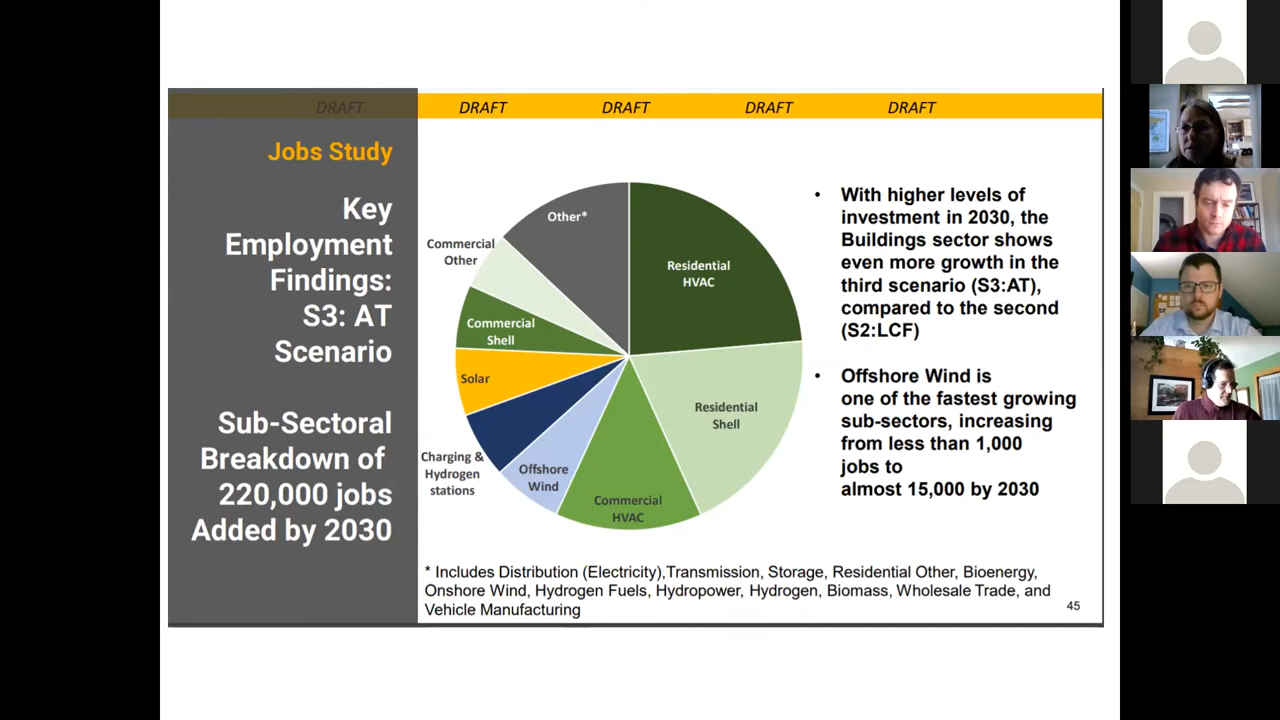 DRAFT DRAFT DRAFT DRAFT DRAFT
Jobs Study
Key
Employment
Findings:
S3: AT
Scenario
Sub-Sectoral
Breakdown of
220,000 jobs
Added by 2030
Other*
Residential
HVAC
Commercial
Other
Commercial
Shell
Solar
Residential
Shell
Charging &
Hydrogen
stations
Offshore
Wind
Commercial
HVAC
• With higher levels of
investment in 2030, the
Buildings sector shows
even more growth in the
third scenario (S3:AT),
compared to the second
(S2:LCF)
• Offshore Wind is
one of the fastest growing
sub-sectors, increasing
from less than 1,000
jobs to
almost 15,000 by 2030
* Includes Distribution (Electricity),Transmission, Storage, Residential Other, Bioenergy,
Onshore Wind, Hydrogen Fuels, Hydropower, Hydrogen, Biomass, Wholesale Trade, and
Vehicle Manufacturing
45